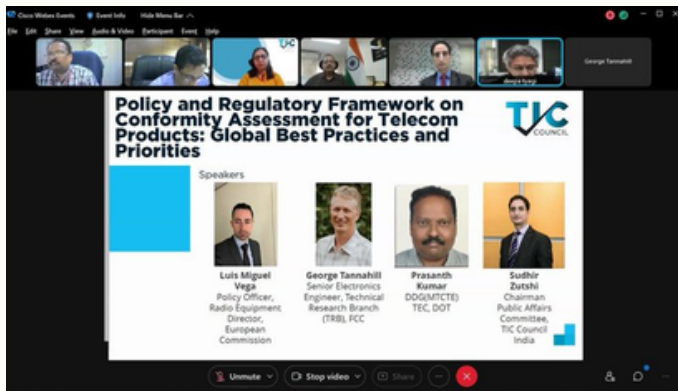 Cisco Webex Events Event Info Hide Menu Bar
File Edit Share View Audio & Video Participant Event Help
TIC
deepa tyagi
George Tannahill
Policy and Regulatory Framework on
Conformity Assessment for Telecom
Products: Global Best Practices and
Priorities
TIC
COUNCIL
Speakers
Luis Miguel
Vega
Policy Officer,
Radio Equipment
Director,
European
Commission
George Tannahill
Senior Electronics
Engineer, Technical
Research Branch
(TRB), FCC
Prasanth
Kumar
DDG(MTCTE)
TEC, DOT
Sudhir
Zutshi
Chairman
Public Affairs
Committee,
TIC Council
India
Unmute Stop video Share